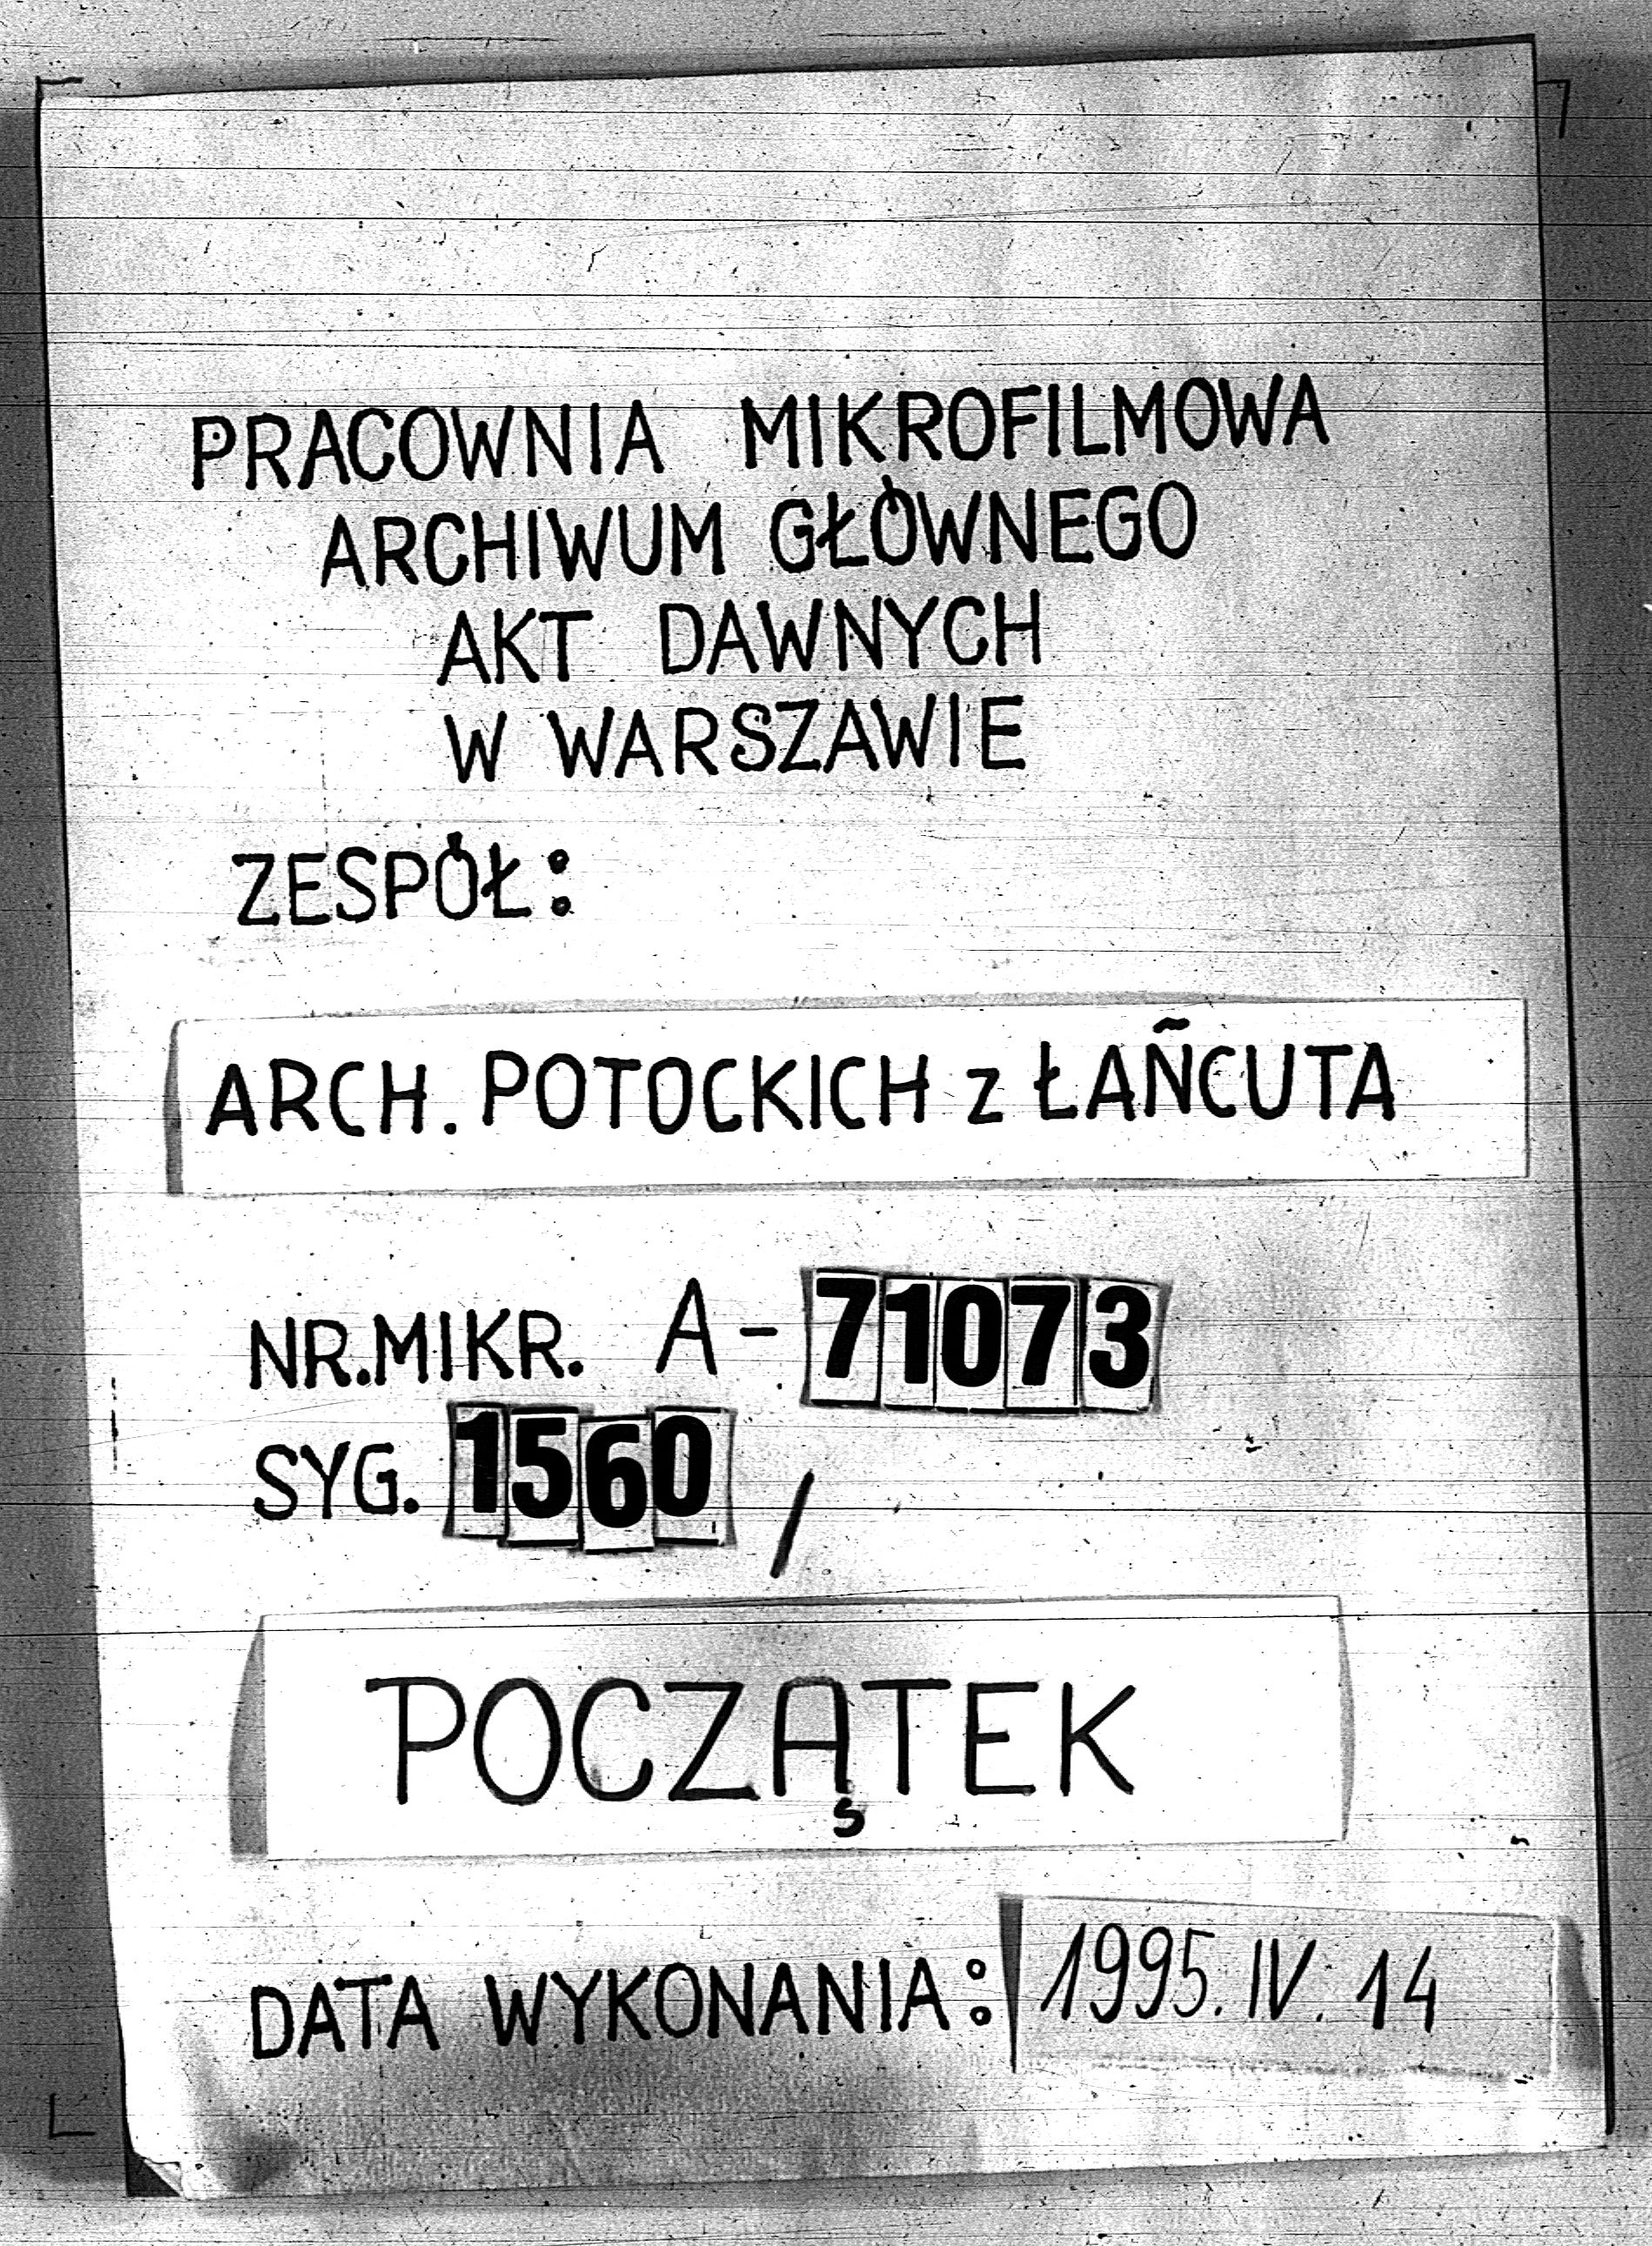 PRACOWNIA MIKROFILMOWA
ARCHIWUM GŁÓWNEGO
AKT DAWNYCH
W WARSZAWIE
ZESPÓŁ:
ARCH. POTOCKICH z ŁAÑCUTA
NR.MIKR. A-71073
SYG. 1560 /
POCZĄTEK
DATA WYKONANIA: 1995. IV. 14